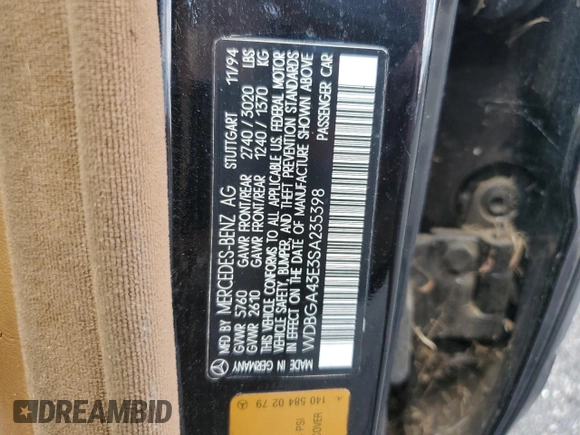 MFD BY MERCEDES-BENZ AG STUTTGART 11/94
GVWR 5760 GAWR FRONT/REAR 2740 / 3020 LBS
GVWR 2610 GAWR FRONT/REAR 1240 / 1370 KG
THIS VEHICLE CONFORMS TO ALL APPLICABLE U.S. FEDERAL MOTOR
VEHICLE SAFETY, BUMPER, AND THEFT PREVENTION STANDARDS
IN EFFECT ON THE DATE OF MANUFACTURE SHOWN ABOVE
WDBGA43E3SA235398 PASSENGER CAR
MADE IN GERMANY
A 140 584 02 79
PSI
COVER
DREAMBID